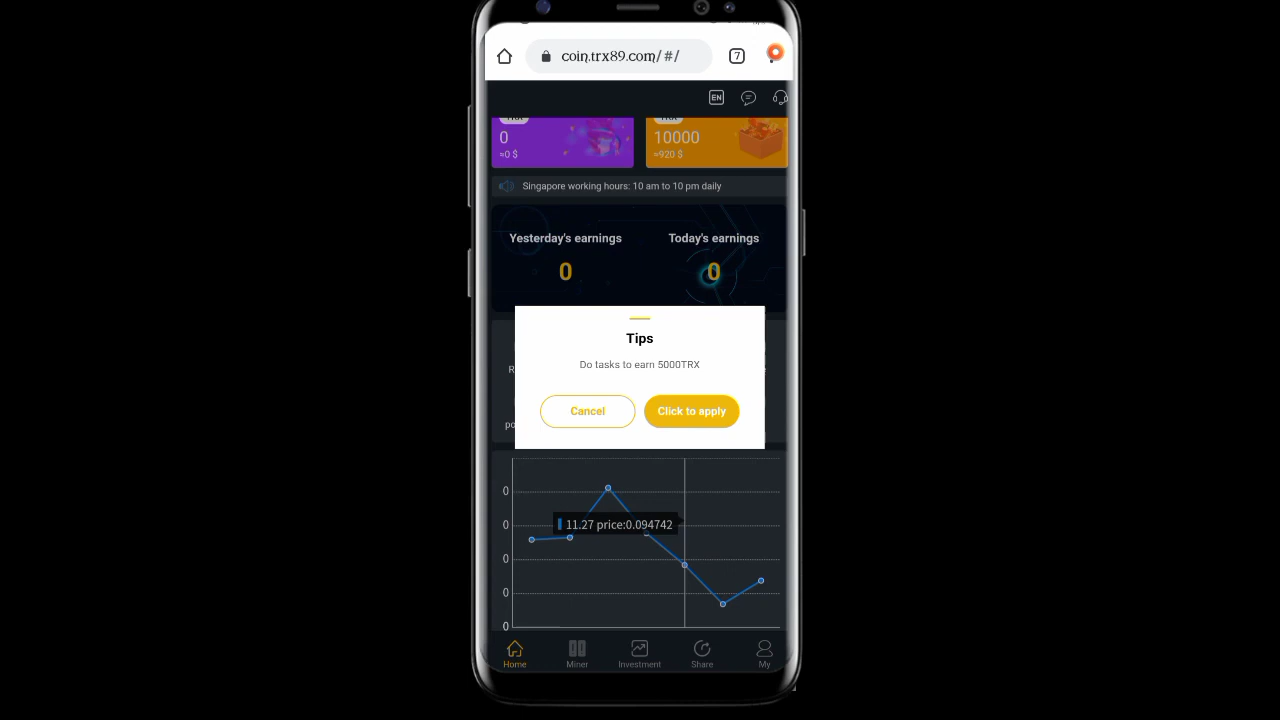 coin.trx89.com/#/
7
EN
0
10000
≈0 $
≈920 $
Singapore working hours: 10 am to 10 pm daily
Yesterday's earnings
Today's earnings
0
0
Tips
Do tasks to earn 5000TRX
R
e
po
Cancel
Click to apply
0
0
11.27 price:0.094742
0
0
0
Home
Miner
Investment
Share
My